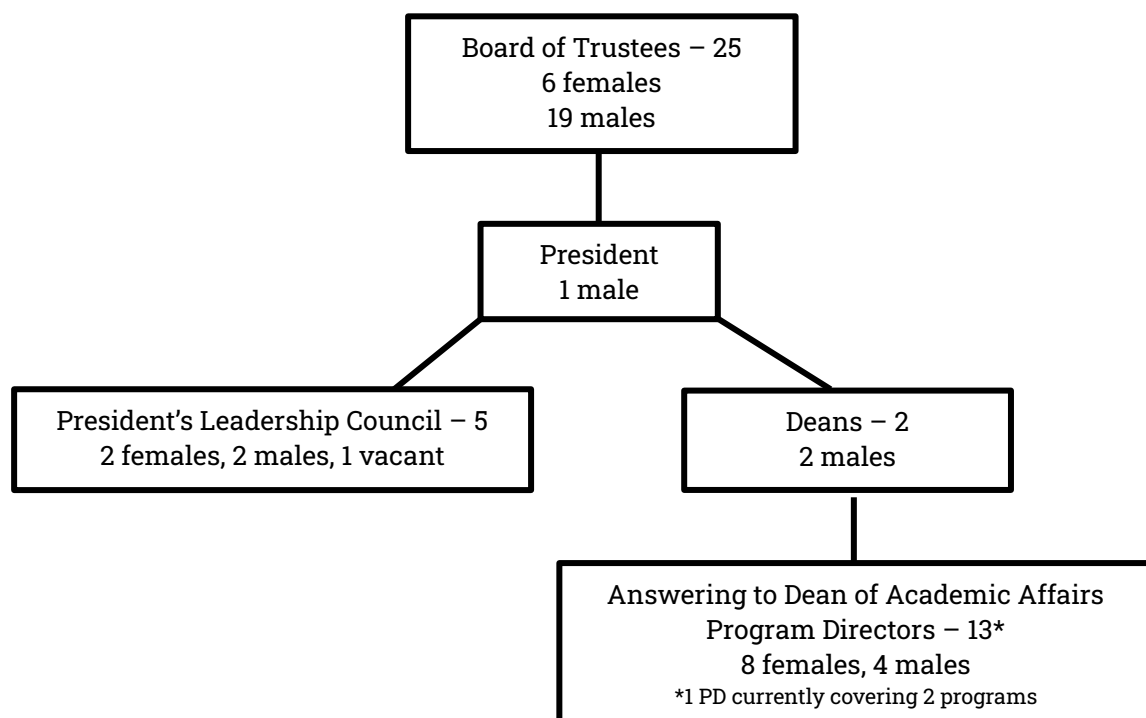 Board of Trustees – 25
6 females
19 males
President
1 male
President’s Leadership Council – 5
2 females, 2 males, 1 vacant
Deans – 2
2 males
Answering to Dean of Academic Affairs
Program Directors – 13*
8 females, 4 males
*1 PD currently covering 2 programs